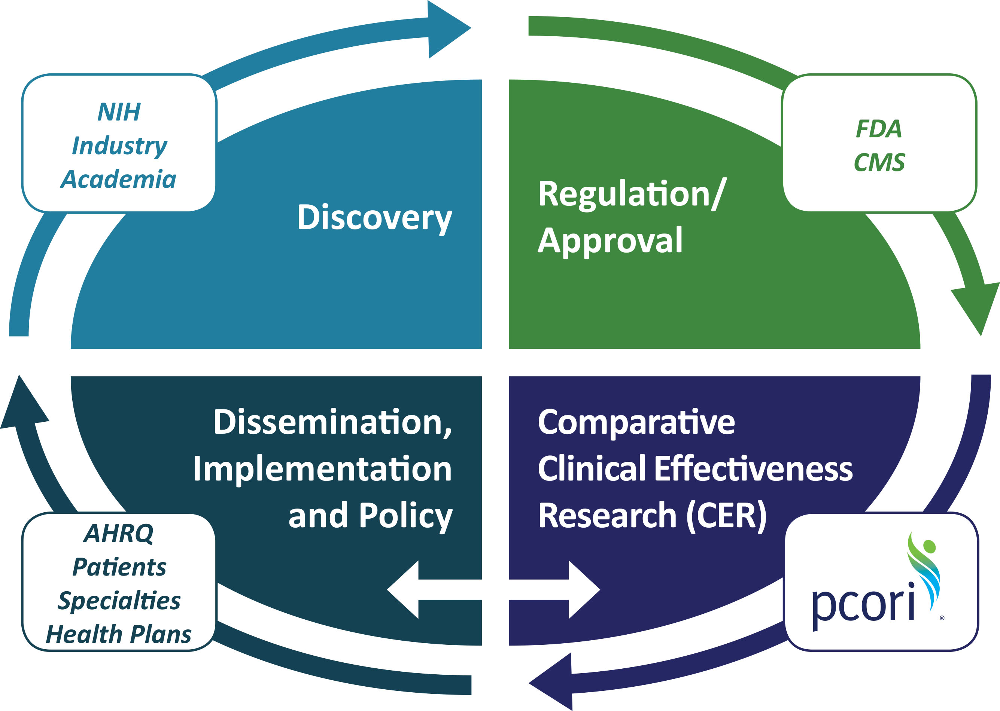 NIH
Industry
Academia
Discovery
FDA
CMS
Regulation/
Approval
Dissemination,
Implementation
and Policy
AHRQ
Patients
Specialties
Health Plans
Comparative
Clinical Effectiveness
Research (CER)
pcori
®